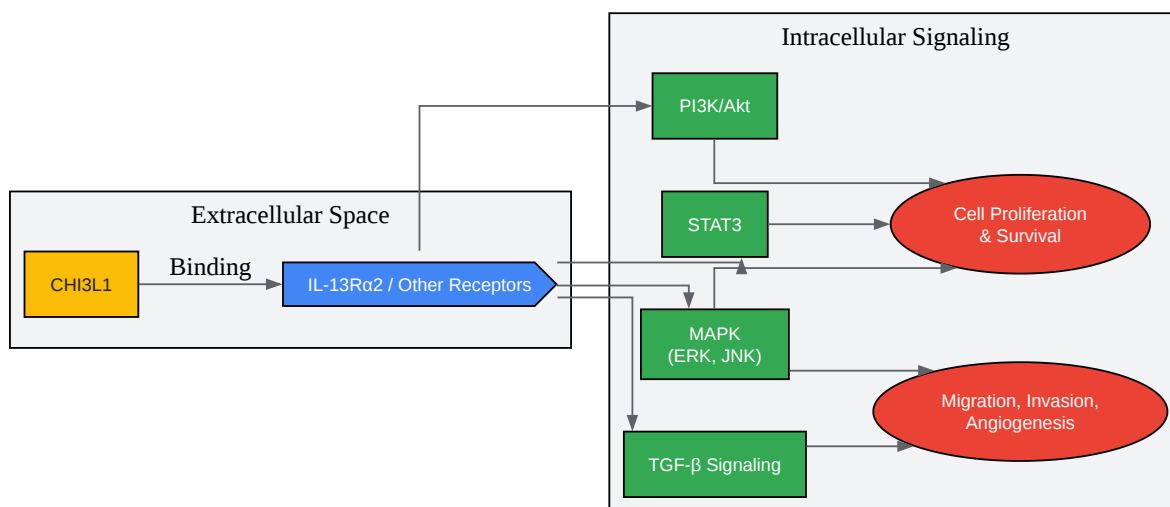 Intracellular Signaling
PI3K/Akt
Extracellular Space
STAT3
Cell Proliferation
& Survival
CHI3L1
Binding
IL-13Rα2 / Other Receptors
MAPK
(ERK, JNK)
Migration, Invasion,
Angiogenesis
TGF-β Signaling